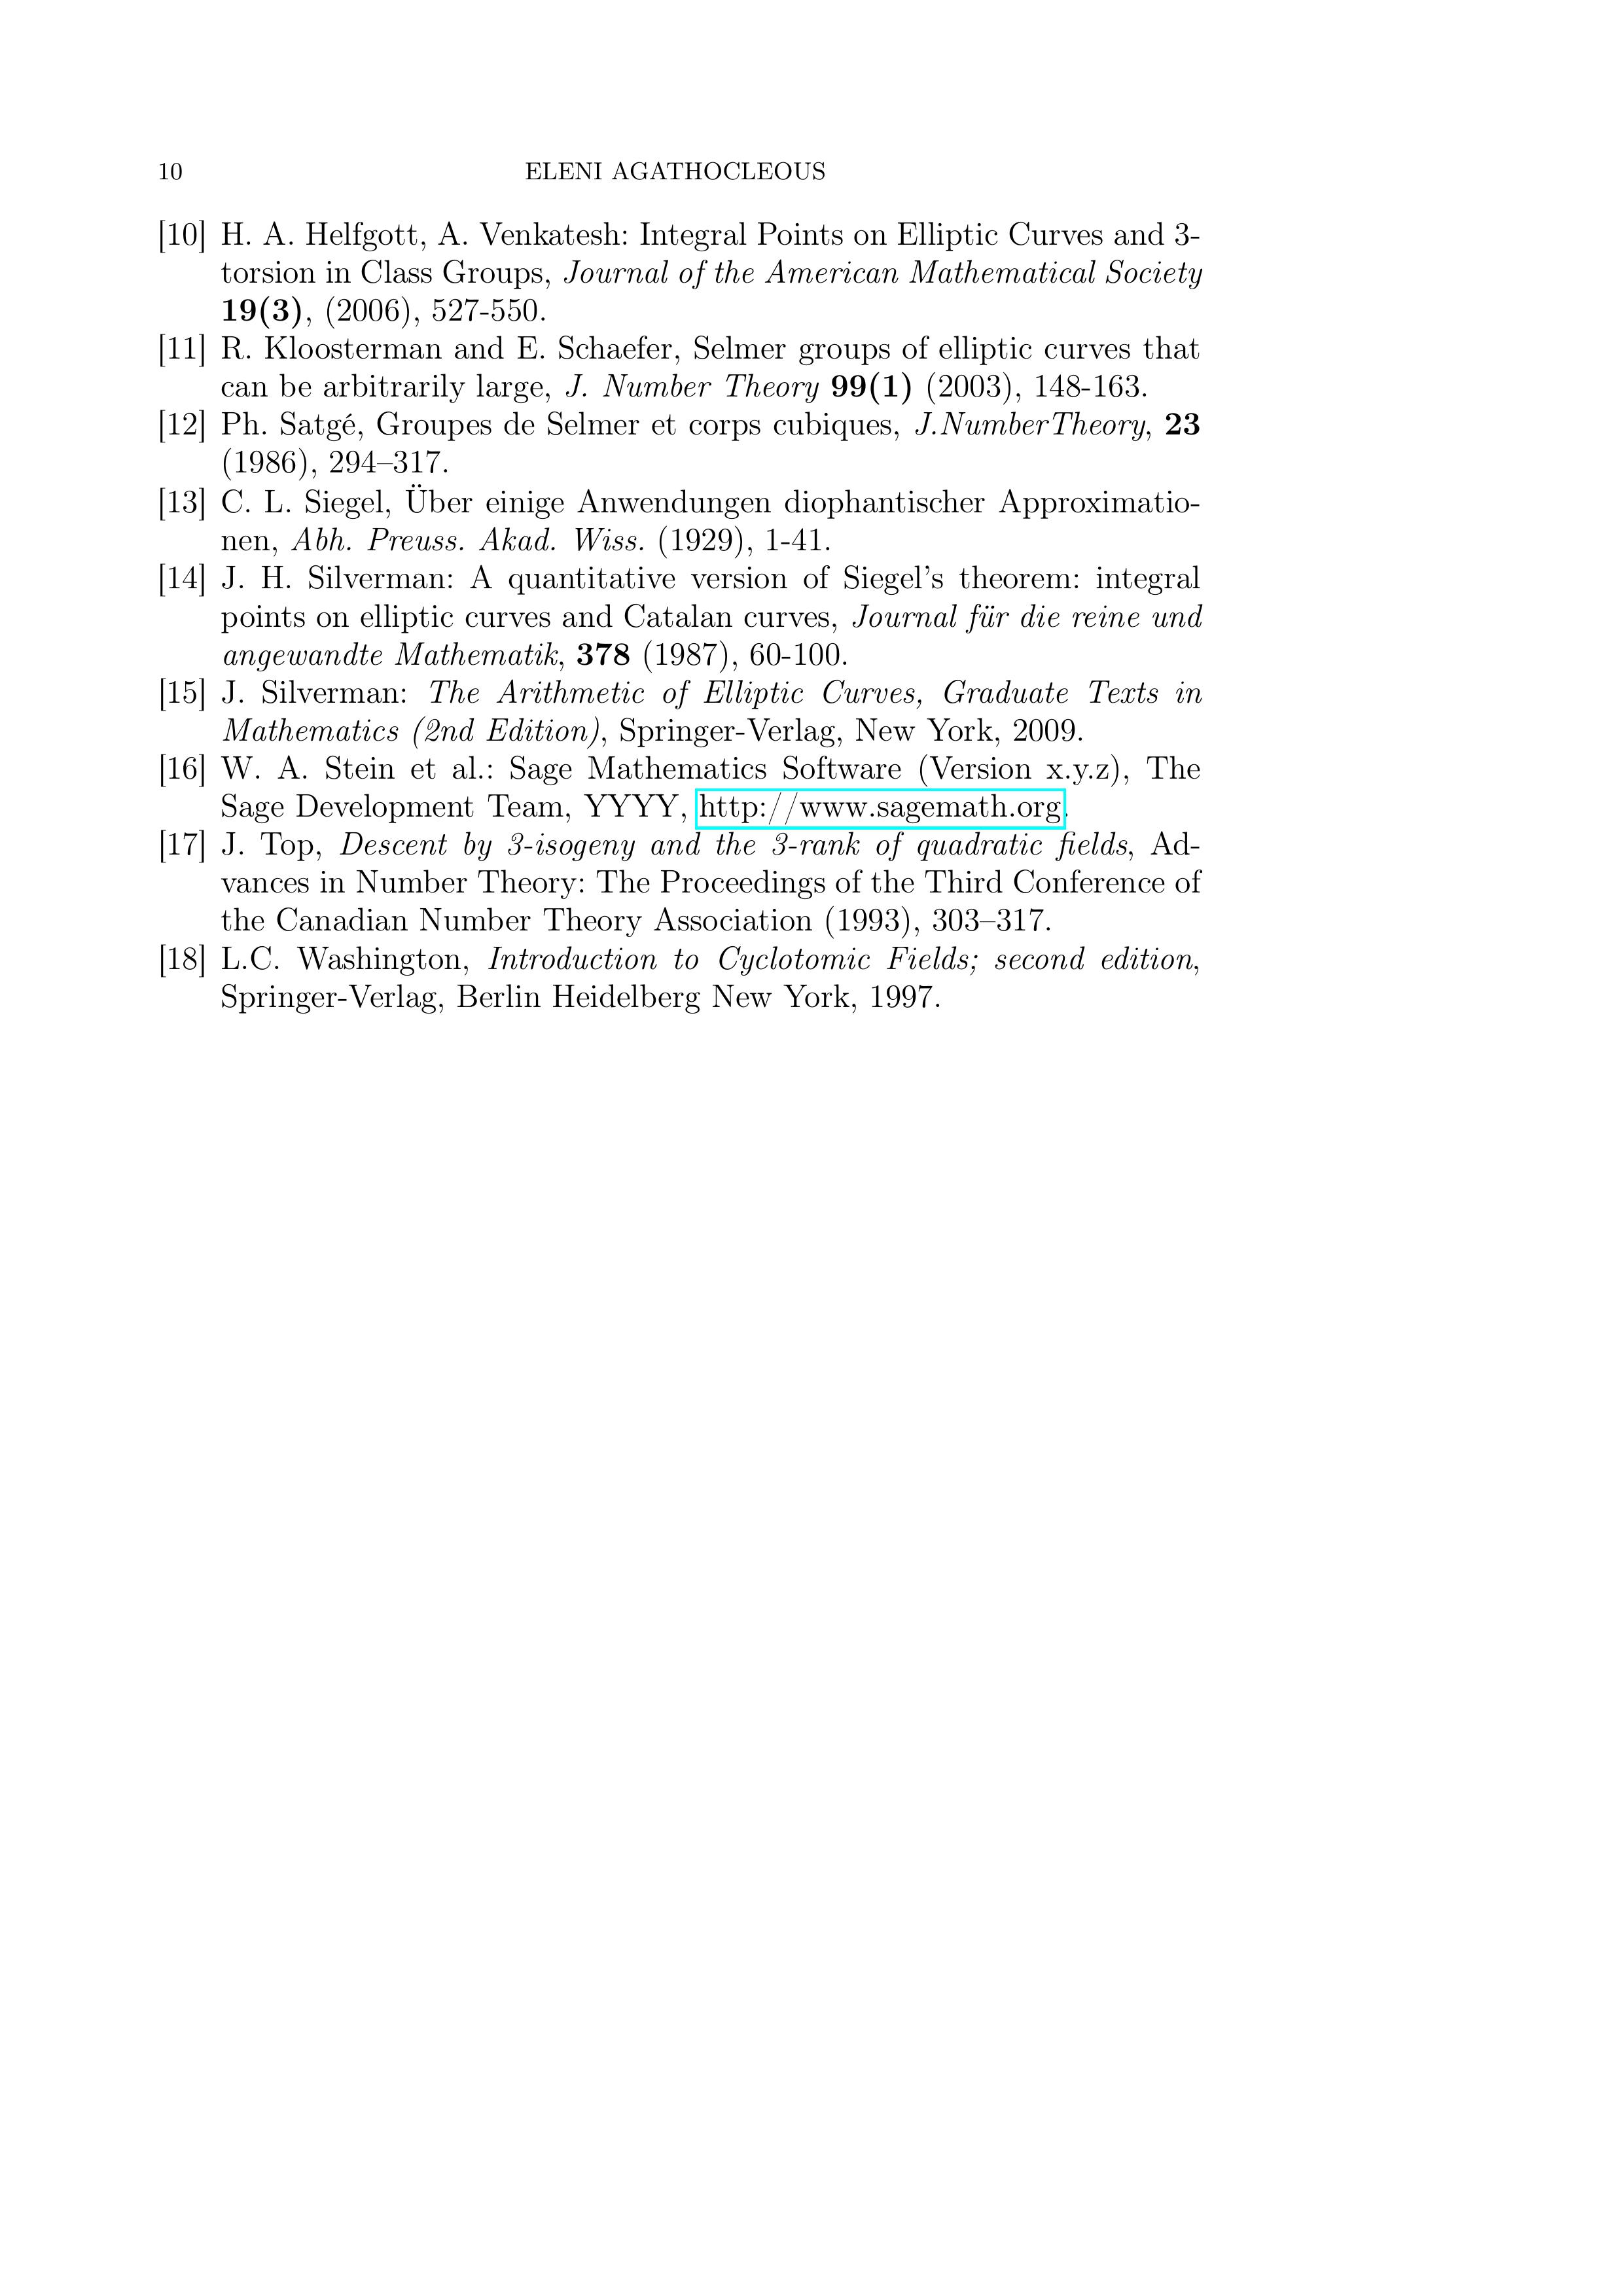 10 ELENI AGATHOCLEOUS
[10] H. A. Helfgott, A. Venkatesh: Integral Points on Elliptic Curves and 3-
torsion in Class Groups, Journal of the American Mathematical Society
19(3), (2006), 527-550.
[11] R. Kloosterman and E. Schaefer, Selmer groups of elliptic curves that
can be arbitrarily large, J. Number Theory 99(1) (2003), 148-163.
[12] Ph. Satgé, Groupes de Selmer et corps cubiques, J.NumberTheory, 23
(1986), 294–317.
[13] C. L. Siegel, Über einige Anwendungen diophantischer Approximatio-
nen, Abh. Preuss. Akad. Wiss. (1929), 1-41.
[14] J. H. Silverman: A quantitative version of Siegel's theorem: integral
points on elliptic curves and Catalan curves, Journal für die reine und
angewandte Mathematik, 378 (1987), 60-100.
[15] J. Silverman: The Arithmetic of Elliptic Curves, Graduate Texts in
Mathematics (2nd Edition), Springer-Verlag, New York, 2009.
[16] W. A. Stein et al.: Sage Mathematics Software (Version x.y.z), The
Sage Development Team, YYYY, http://www.sagemath.org.
[17] J. Top, Descent by 3-isogeny and the 3-rank of quadratic fields, Ad-
vances in Number Theory: The Proceedings of the Third Conference of
the Canadian Number Theory Association (1993), 303–317.
[18] L.C. Washington, Introduction to Cyclotomic Fields; second edition,
Springer-Verlag, Berlin Heidelberg New York, 1997.